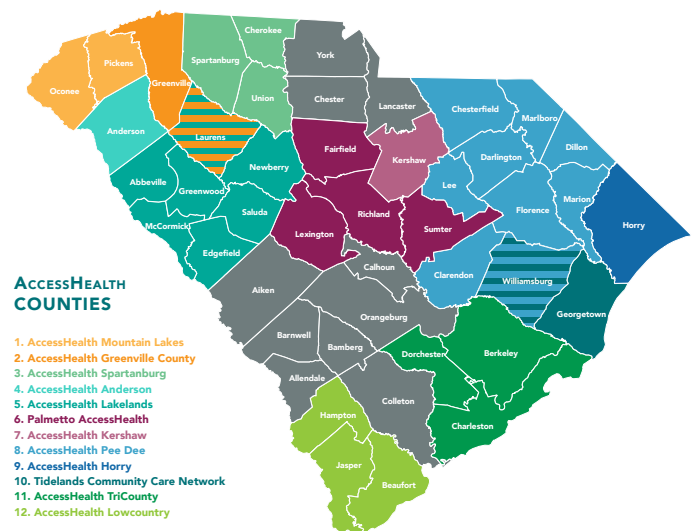 Cherokee
York
Spartanburg
Pickens
Greenville
Oconee
Union
Chester
Lancaster
Chesterfield
Marlboro
Anderson
Laurens
Dillon
Fairfield
Kershaw
Darlington
Newberry
Lee
Abbeville
Greenwood
Marion
Florence
Saluda
Richland
Horry
McCormick
Sumter
Lexington
Edgefield
Calhoun
Clarendon
Williamsburg
Aiken
Georgetown
Orangeburg
Barnwell
Bamberg
Dorchester
Berkeley
Allendale
Colleton
Hampton
Charleston
Jasper
Beaufort
ACCESSHEALTH
COUNTIES
1. AccessHealth Mountain Lakes
2. AccessHealth Greenville County
3. AccessHealth Spartanburg
4. AccessHealth Anderson
5. AccessHealth Lakelands
6. Palmetto AccessHealth
7. AccessHealth Kershaw
8. AccessHealth Pee Dee
9. AccessHealth Horry
10. Tidelands Community Care Network
11. AccessHealth TriCounty
12. AccessHealth Lowcountry